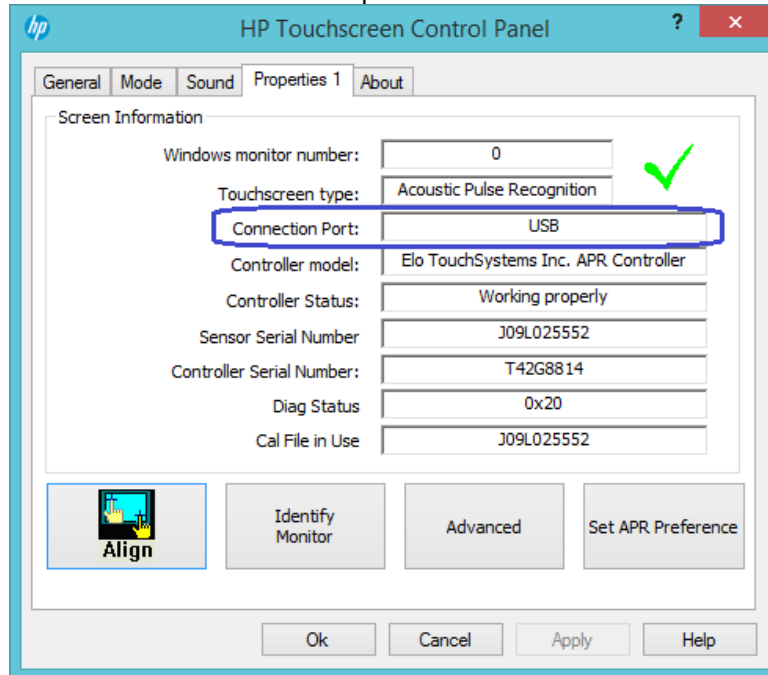 hp HP Touchscreen Control Panel ? ×
General Mode Sound Properties 1 About
Screen Information
Windows monitor number: 0
Touchscreen type: Acoustic Pulse Recognition
Connection Port: USB
Controller model: Elo TouchSystems Inc. APR Controller
Controller Status: Working properly
Sensor Serial Number J09L025552
Controller Serial Number: T42G8814
Diag Status 0x20
Cal File in Use J09L025552
Align
Identify
Monitor
Advanced
Set APR Preference
Ok Cancel Apply Help